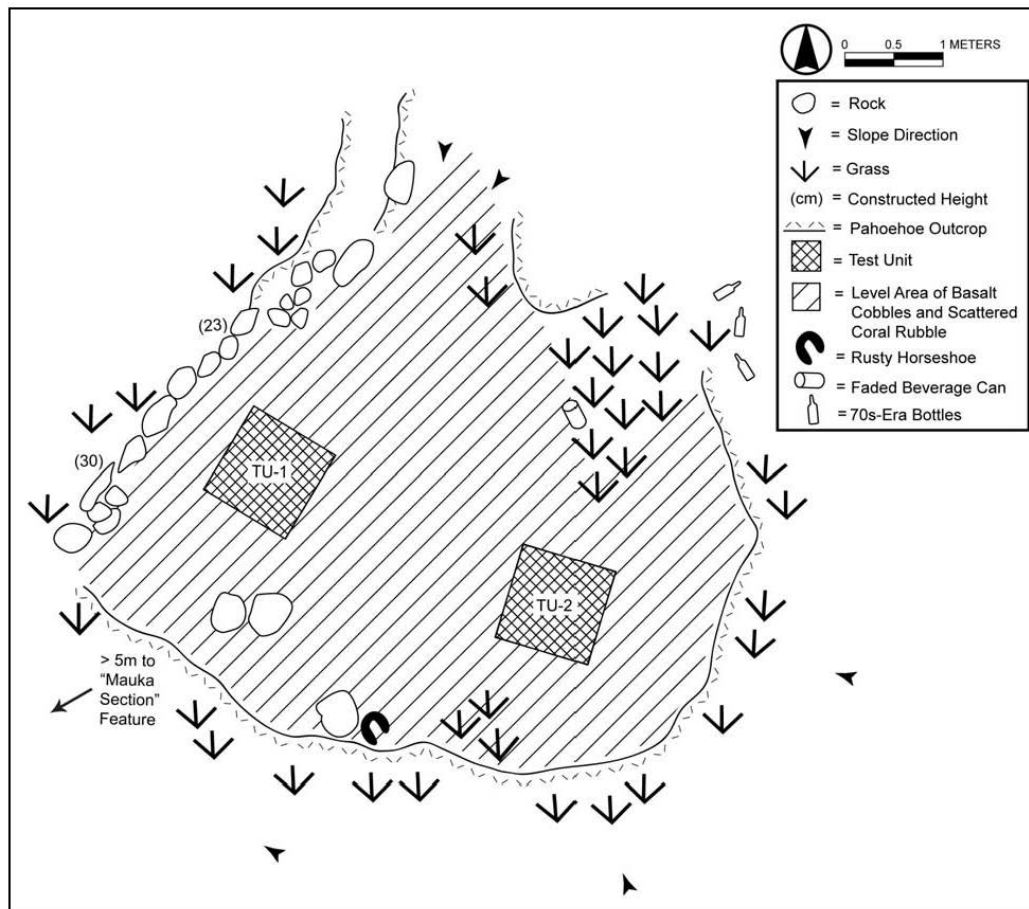 0 0.5 1 METERS
= Rock
= Slope Direction
= Grass
(cm) = Constructed Height
= Pahoehoe Outcrop
= Test Unit
= Level Area of Basalt
Cobbles and Scattered
Coral Rubble
= Rusty Horseshoe
= Faded Beverage Can
= 70s-Era Bottles
(23)
(30)
TU-1
TU-2
> 5m to
“Mauka
Section”
Feature